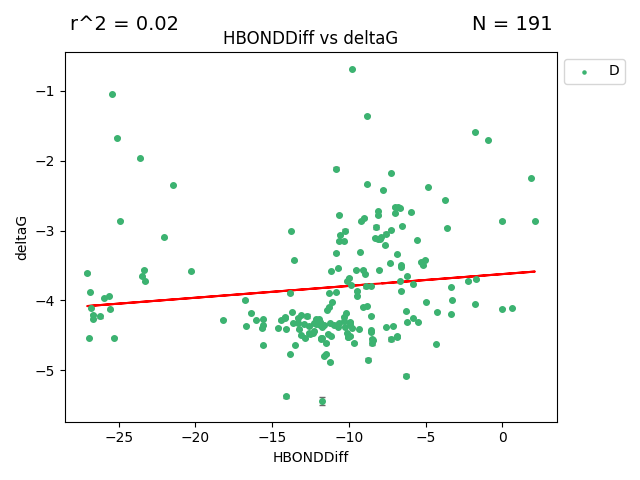 r^2 = 0.02
N = 191
HBONDDiff vs deltaG
D
−1
−2
−3
−4
−5
deltaG
−25
−20
−15
−10
−5
0
HBONDDiff